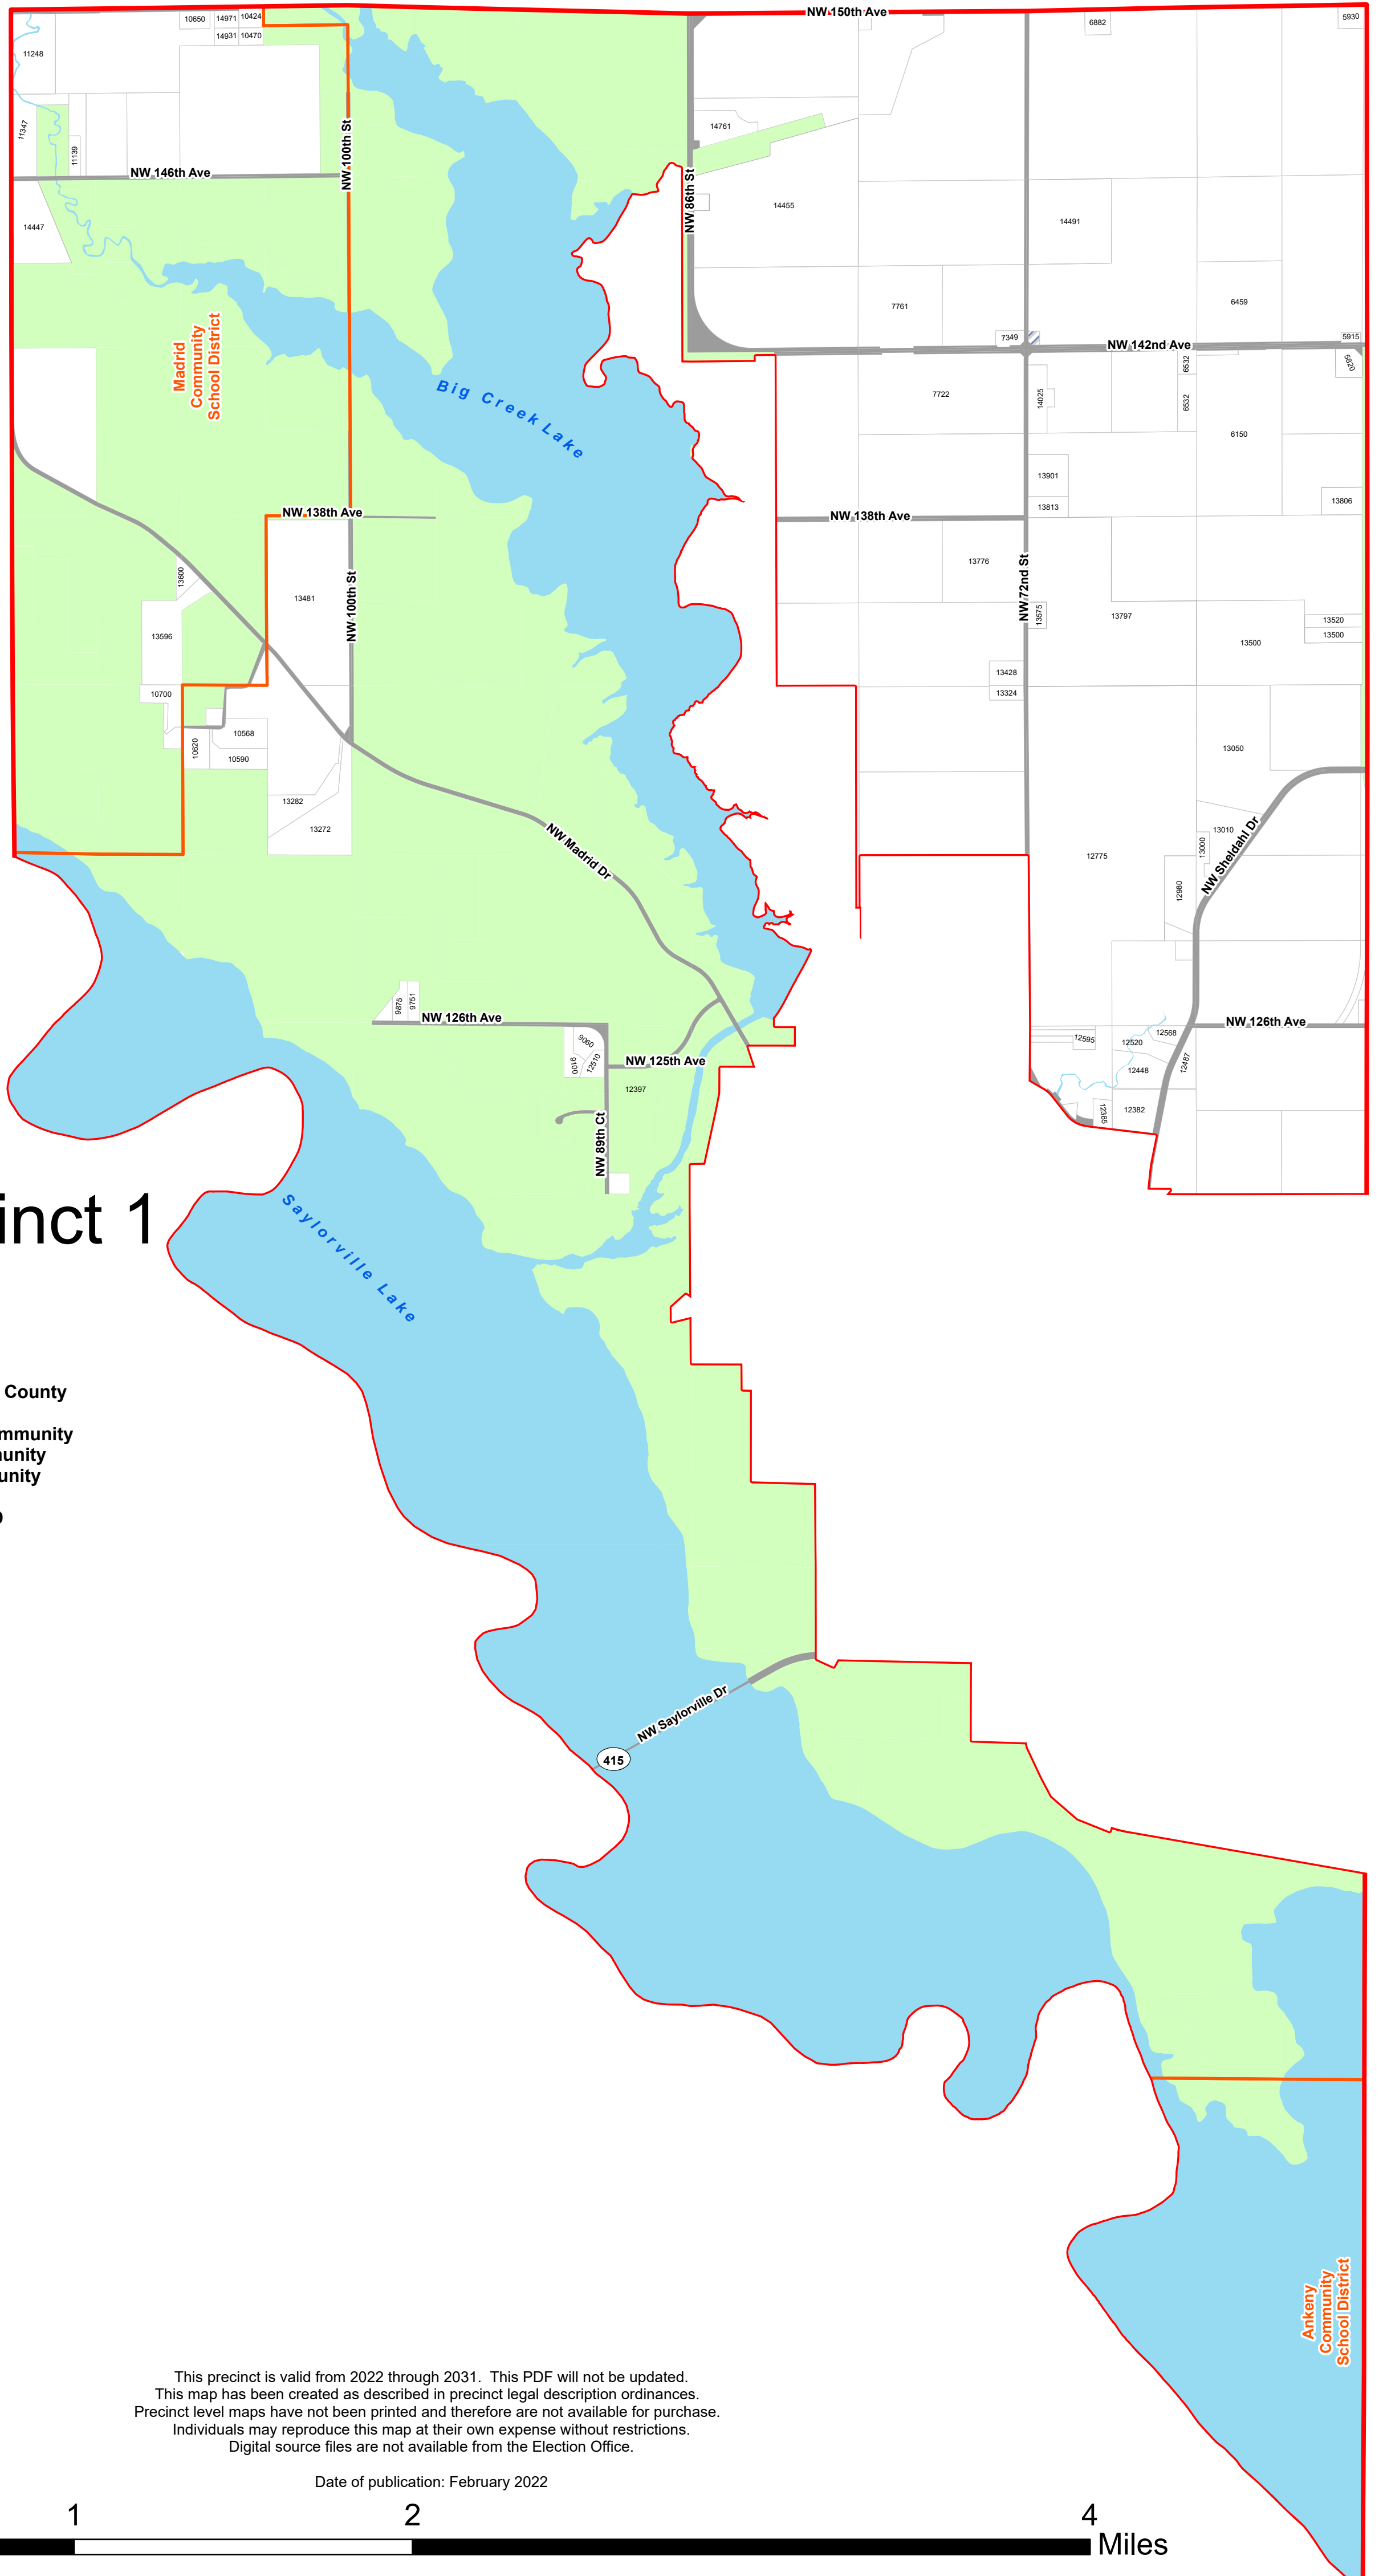 NW 150th Ave
10650
14971
10424
14931
10470
6882
5930
11248
11347
11139
NW 146th Ave
NW 100th St
14761
NW 86th St
14455
14491
14447
Madrid
Community
School District
7761
6459
7349
NW 142nd Ave
5915
5820
Big Creek Lake
7722
14025
6532
6532
6150
13901
13813
13806
NW 138th Ave
NW 138th Ave
13776
NW 72nd St
13600
13481
NW 100th St
13596
13575
13797
13520
13500
13500
13428
13324
10700
10568
10620
10590
13050
13282
13272
NW Madrid Dr
13010
13000
NW Sheldahl Dr
12775
12980
9875
9751
NW 126th Ave
NW 126th Ave
9060
9100
12510
NW 125th Ave
12397
12595
12520
12568
12448
12487
12365
12382
NW 89th Ct
inct 1
Saylorville Lake
County
mmunity
unity
NW Saylorville Dr
415
Ankeny
Community
School District
This precinct is valid from 2022 through 2031. This PDF will not be updated.
This map has been created as described in precinct legal description ordinances.
Precinct level maps have not been printed and therefore are not available for purchase.
Individuals may reproduce this map at their own expense without restrictions.
Digital source files are not available from the Election Office.
Date of publication: February 2022
1
2
4
Miles